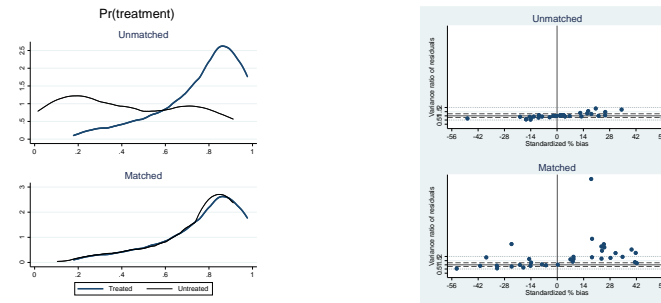 Pr(treatment)
Unmatched
0 .5 1 1.5 2 2.5
0 .2 .4 .6 .8 1
Matched
0 1 2 3
0 .2 .4 .6 .8 1
Treated Untreated
Unmatched
Variance ratio of residuals
-56 -42 -28 -14 0 14 28 42
Standardized % bias
Matched
Variance ratio of residuals
-56 -42 -28 -14 0 14 28 42
Standardized % bias